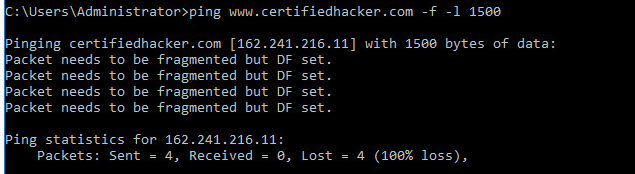 C:\Users\Administrator>ping www.certifiedhacker.com -f -l 1500
Pinging certifiedhacker.com [162.241.216.11] with 1500 bytes of data:
Packet needs to be fragmented but DF set.
Packet needs to be fragmented but DF set.
Packet needs to be fragmented but DF set.
Packet needs to be fragmented but DF set.
Ping statistics for 162.241.216.11:
Packets: Sent = 4, Received = 0, Lost = 4 (100% loss),